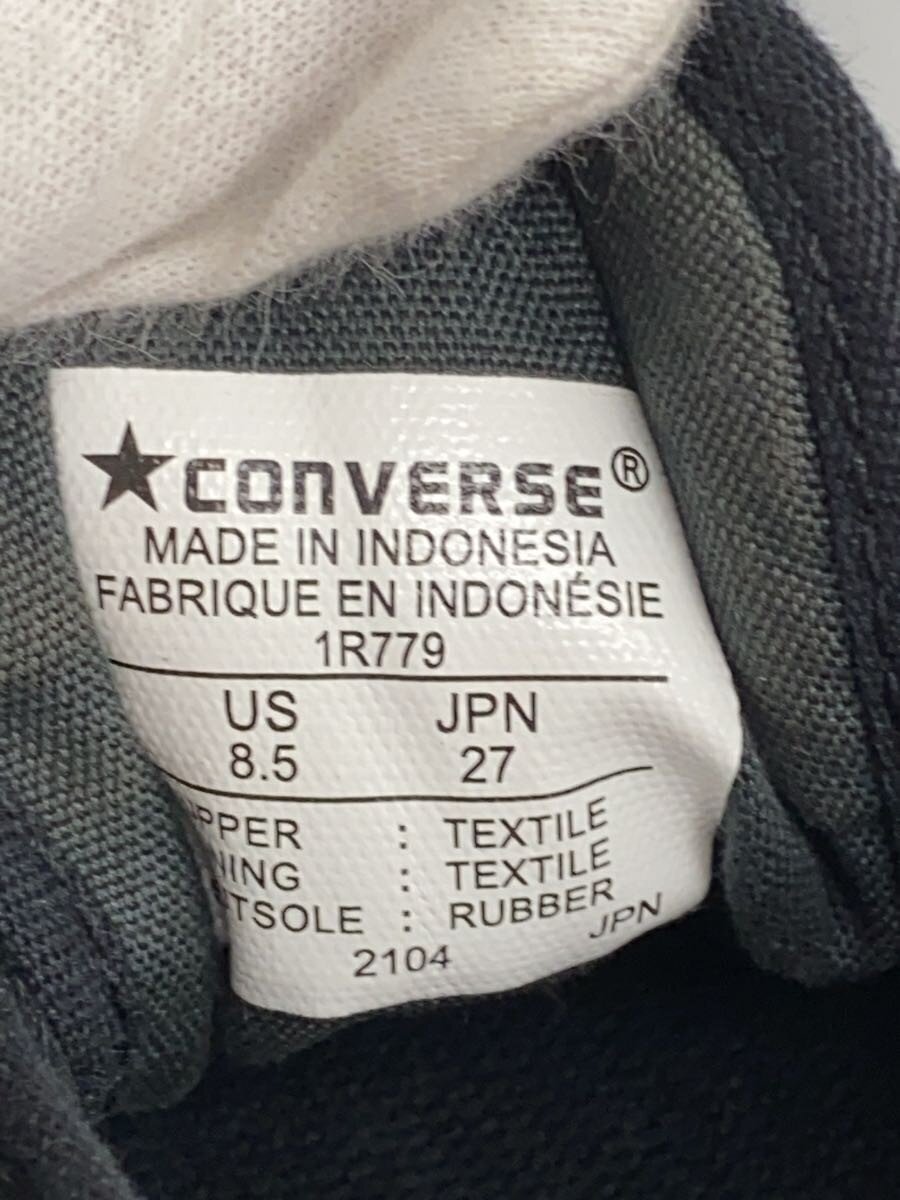 ★CONVERSE®
MADE IN INDONESIA
FABRIQUE EN INDONÉSIE
1R779
US JPN
8.5 27
PPER : TEXTILE
NING : TEXTILE
TSOLE : RUBBER
2104 JPN